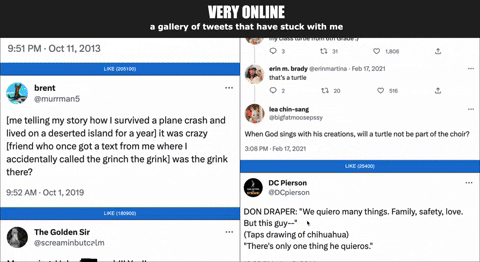 VERY ONLINE
a gallery of tweets that have stuck with me
9:51 PM · Oct 11, 2013
LIKE (205100)
brent
@murrman5
[me telling my story how I survived a plane crash and
lived on a deserted island for a year] it was crazy
[friend who once got a text from me where I
accidentally called the grinch the grink] was the grink
there?
9:52 AM · Oct 1, 2019
LIKE (180900)
The Golden Sir
@screaminbutcalm
my class turtle from 6th Grade :)
3 31 1,806
erin m. brady @erinmartina · Feb 17, 2021
that's a turtle
2 20 516
lea chin-sang
@bigfatmoosepssy
When God sings with his creations, will a turtle not be part of the choir?
3:08 PM · Feb 17, 2021
LIKE (25400)
DC Pierson
@DCpierson
DON DRAPER: "We quiero many things. Family, safety, love.
But this guy--"
(Taps drawing of chihuahua)
"There's only one thing he quieros."